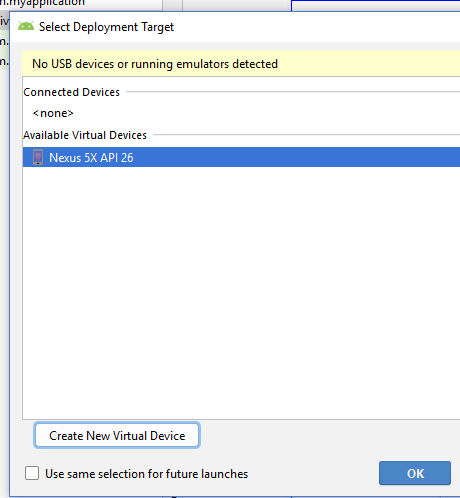 n.myapplication
Select Deployment Target
No USB devices or running emulators detected
Connected Devices
<none>
Available Virtual Devices
Nexus 5X API 26
Create New Virtual Device
Use same selection for future launches
OK